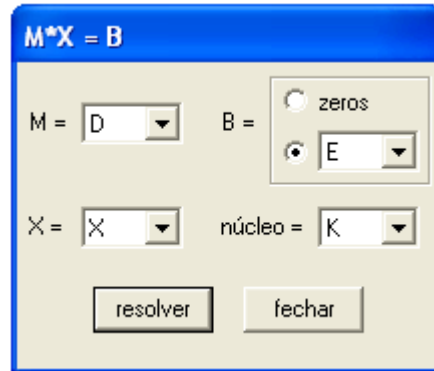 M*X = B
zeros
M = D B =
E
X = X núcleo = K
resolver fechar